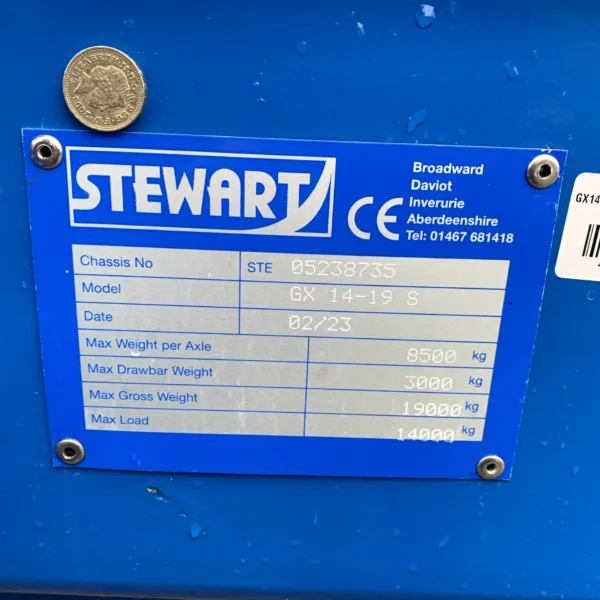 STEWART
CE
Broadward
Daviot
Inverurie
Aberdeenshire
Tel: 01467 681418
Chassis No STE 05238735
Model GX 14-19 S
Date 02/23
Max Weight per Axle 8500 kg
Max Drawbar Weight 3000 kg
Max Gross Weight 19000 kg
Max Load 14000 kg
GX14